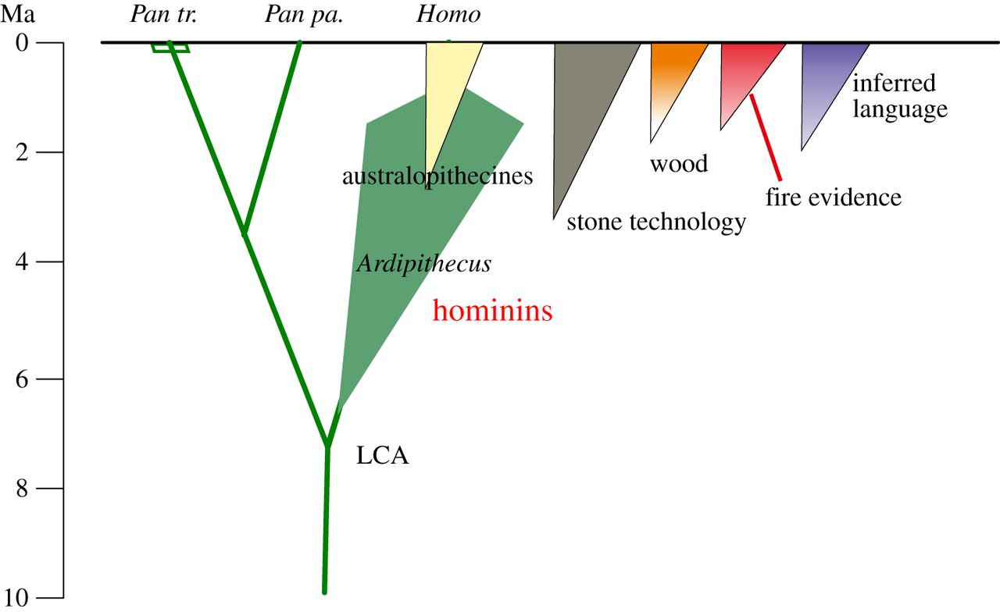 Ma
Pan tr.
Pan pa.
Homo
0
inferred
language
2
wood
australopithecines
fire evidence
stone technology
4
Ardipithecus
hominins
6
LCA
8
10